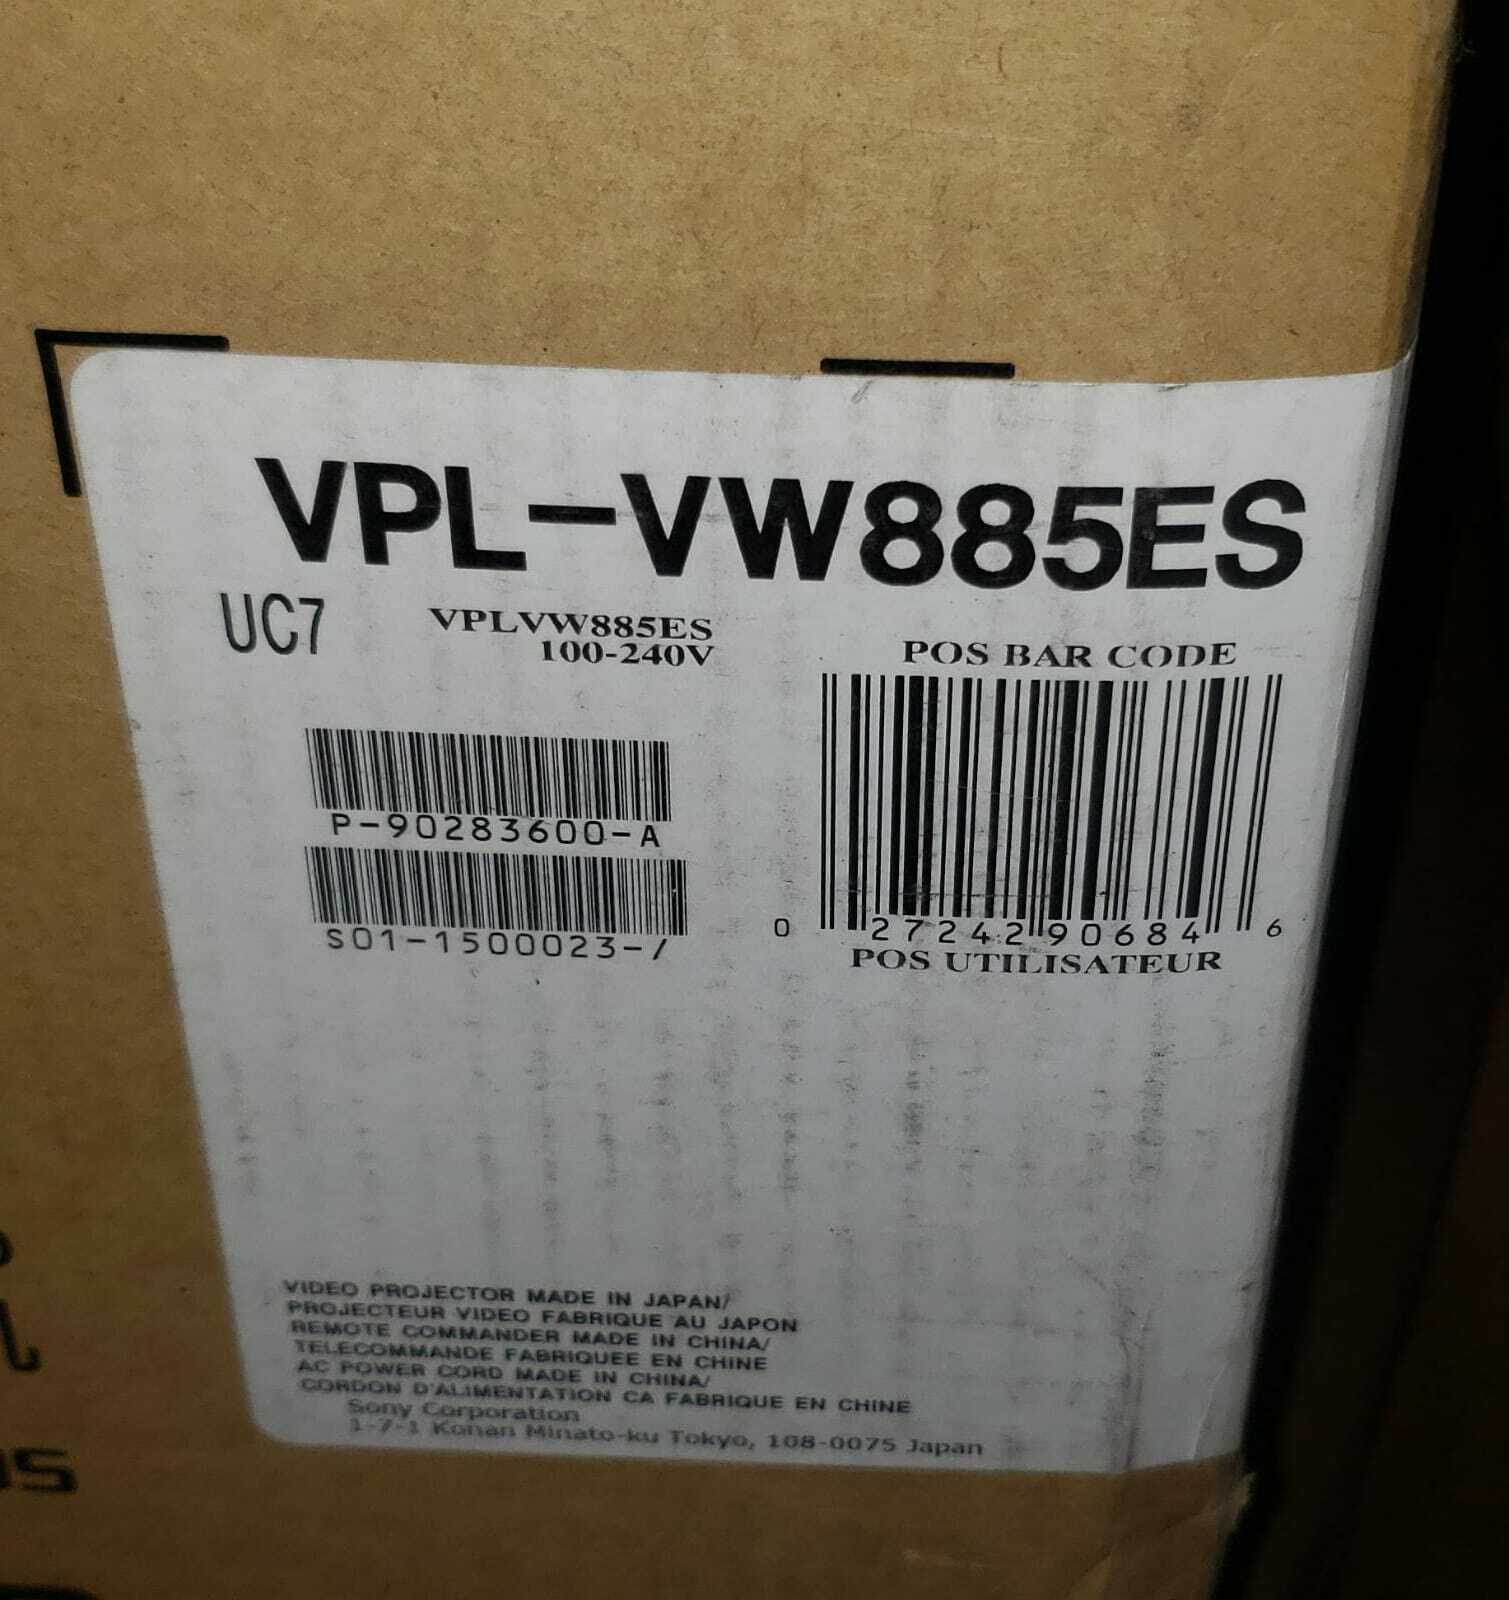 VPL-VW885ES
UC7
VPLVW885ES
100-240V
POS BAR CODE
P-90283600-A
S01-1500023-/
0 27242 90684 6
POS UTILISATEUR
VIDEO PROJECTOR MADE IN JAPAN/
PROJECTEUR VIDEO FABRIQUE AU JAPON
REMOTE COMMANDER MADE IN CHINA/
TELECOMMANDE FABRIQUEE EN CHINE
AC POWER CORD MADE IN CHINA/
CORDON D'ALIMENTATION CA FABRIQUE EN CHINE
Sony Corporation
1-7-1 Konan Minato-ku Tokyo, 108-0075 Japan